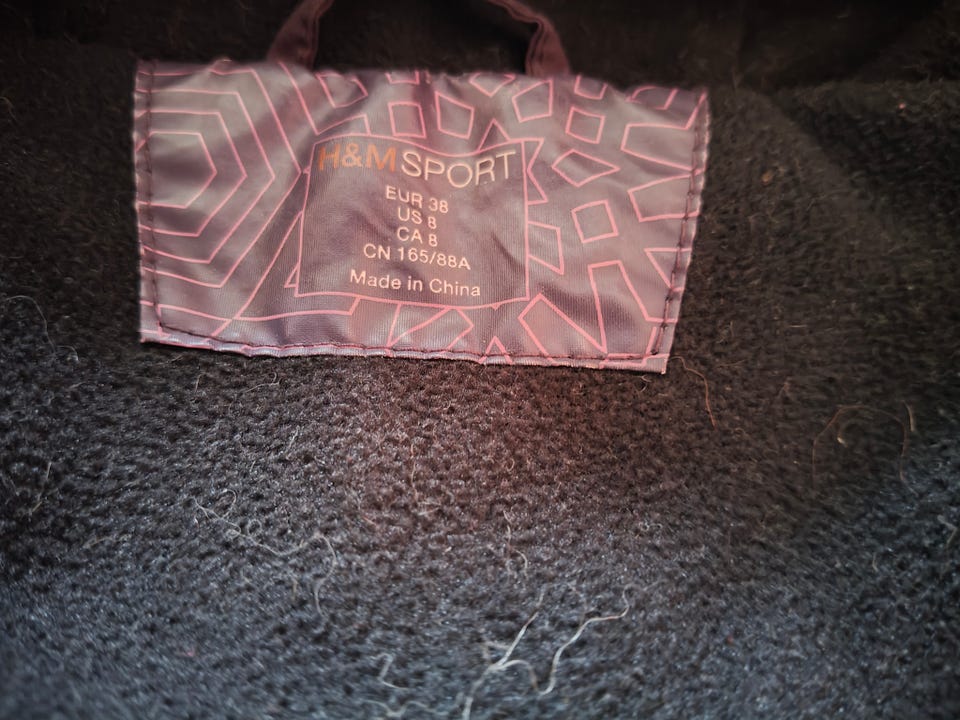 H&M SPORT
EUR 38
US 8
CA 8
CN 165/88A
Made in China